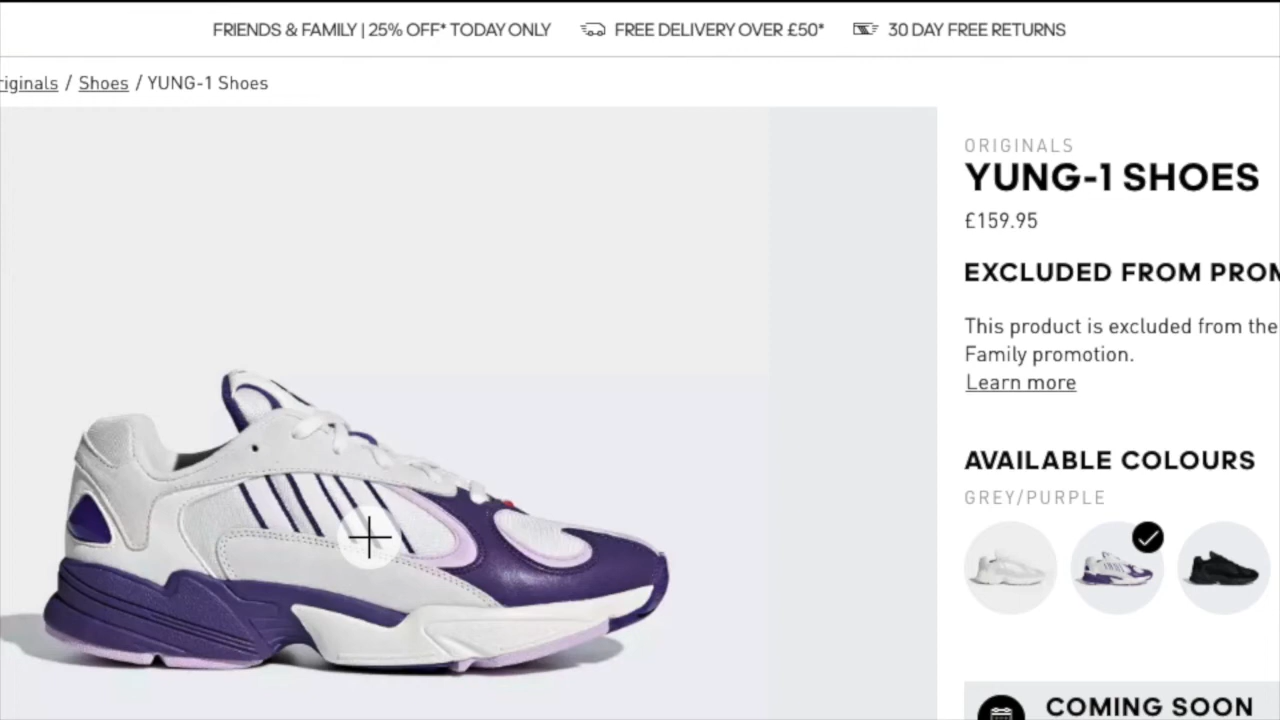 FRIENDS & FAMILY | 25% OFF* TODAY ONLY FREE DELIVERY OVER £50* 30 DAY FREE RETURNS
riginals / Shoes / YUNG-1 Shoes
ORIGINALS
YUNG-1 SHOES
£159.95
EXCLUDED FROM PROM
This product is excluded from the
Family promotion.
Learn more
AVAILABLE COLOURS
GREY/PURPLE
COMING SOON